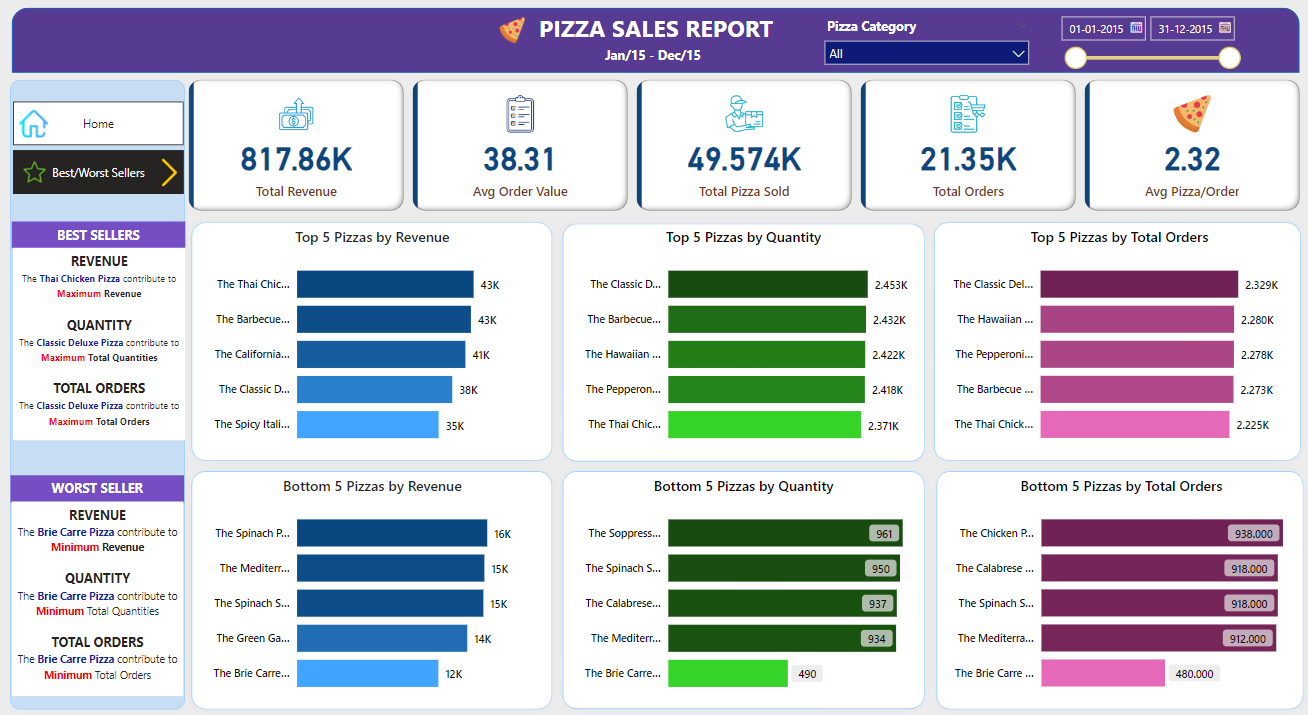 PIZZA SALES REPORT
Jan/15 - Dec/15
Pizza Category
All
01-01-2015
31-12-2015
Home
Best/Worst Sellers
817.86K
Total Revenue
38.31
Avg Order Value
49.574K
Total Pizza Sold
21.35K
Total Orders
2.32
Avg Pizza/Order
BEST SELLERS
REVENUE
The Thai Chicken Pizza contribute to
Maximum Revenue
QUANTITY
The Classic Deluxe Pizza contribute to
Maximum Total Quantities
TOTAL ORDERS
The Classic Deluxe Pizza contribute to
Maximum Total Orders
WORST SELLER
REVENUE
The Brie Carre Pizza contribute to
Minimum Revenue
QUANTITY
The Brie Carre Pizza contribute to
Minimum Total Quantities
TOTAL ORDERS
The Brie Carre Pizza contribute to
Minimum Total Orders
Top 5 Pizzas by Revenue
The Thai Chic... 43K
The Barbecue... 43K
The California... 41K
The Classic D... 38K
The Spicy Itali... 35K
Top 5 Pizzas by Quantity
The Classic D... 2.453K
The Barbecue... 2.432K
The Hawaiian ... 2.422K
The Pepperon... 2.418K
The Thai Chic... 2.371K
Top 5 Pizzas by Total Orders
The Classic Del... 2.329K
The Hawaiian ... 2.280K
The Pepperoni... 2.278K
The Barbecue ... 2.273K
The Thai Chick... 2.225K
Bottom 5 Pizzas by Revenue
The Spinach P... 16K
The Mediterr... 15K
The Spinach S... 15K
The Green Ga... 14K
The Brie Carre... 12K
Bottom 5 Pizzas by Quantity
The Soppress... 961
The Spinach S... 950
The Calabrese... 937
The Mediterr... 934
The Brie Carre... 490
Bottom 5 Pizzas by Total Orders
The Chicken P... 938.000
The Calabrese ... 918.000
The Spinach S... 918.000
The Mediterra... 912.000
The Brie Carre ... 480.000